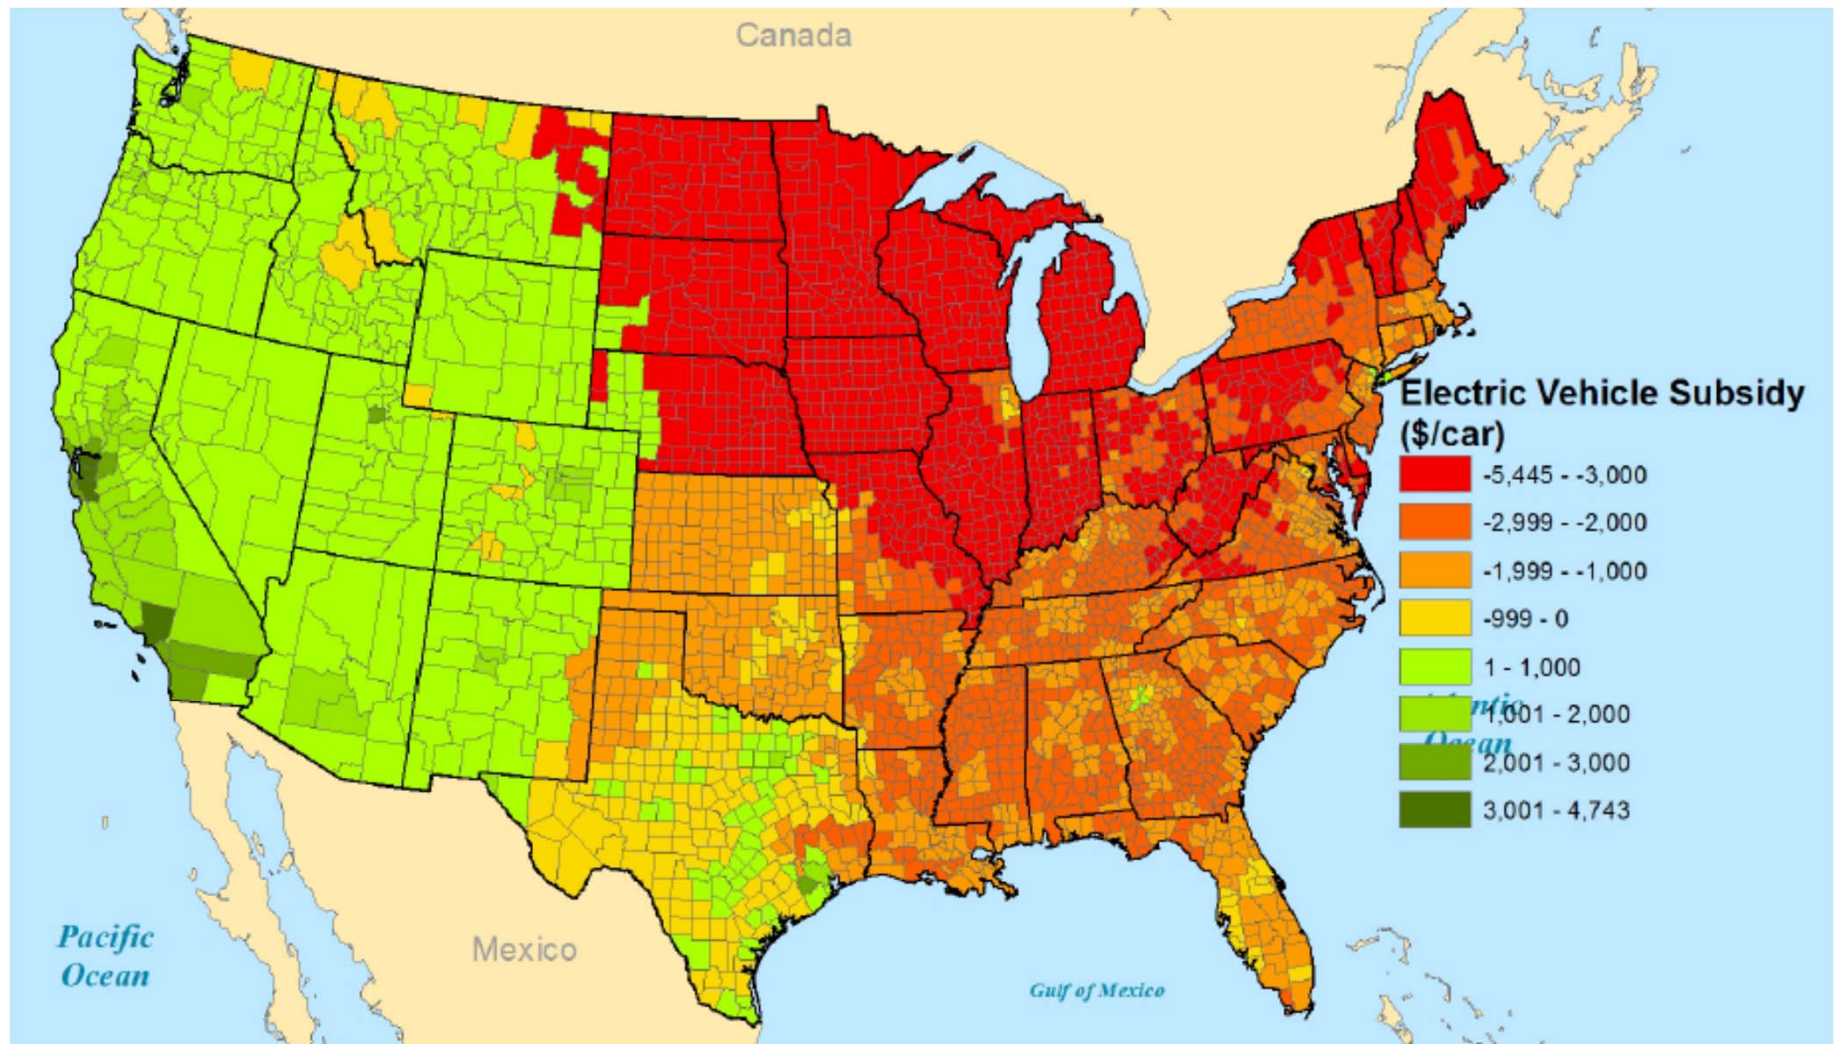 Canada
Electric Vehicle Subsidy
($/car)
-5,445 - -3,000
-2.999 - -2,000
-1,999 - -1,000
-999 - 0
1 - 1,000
1,001 - 2,000
2,001 - 3,000
3,001 - 4,743
Ocean
Pacific
Ocean
Mexico
Gulf of Mexico